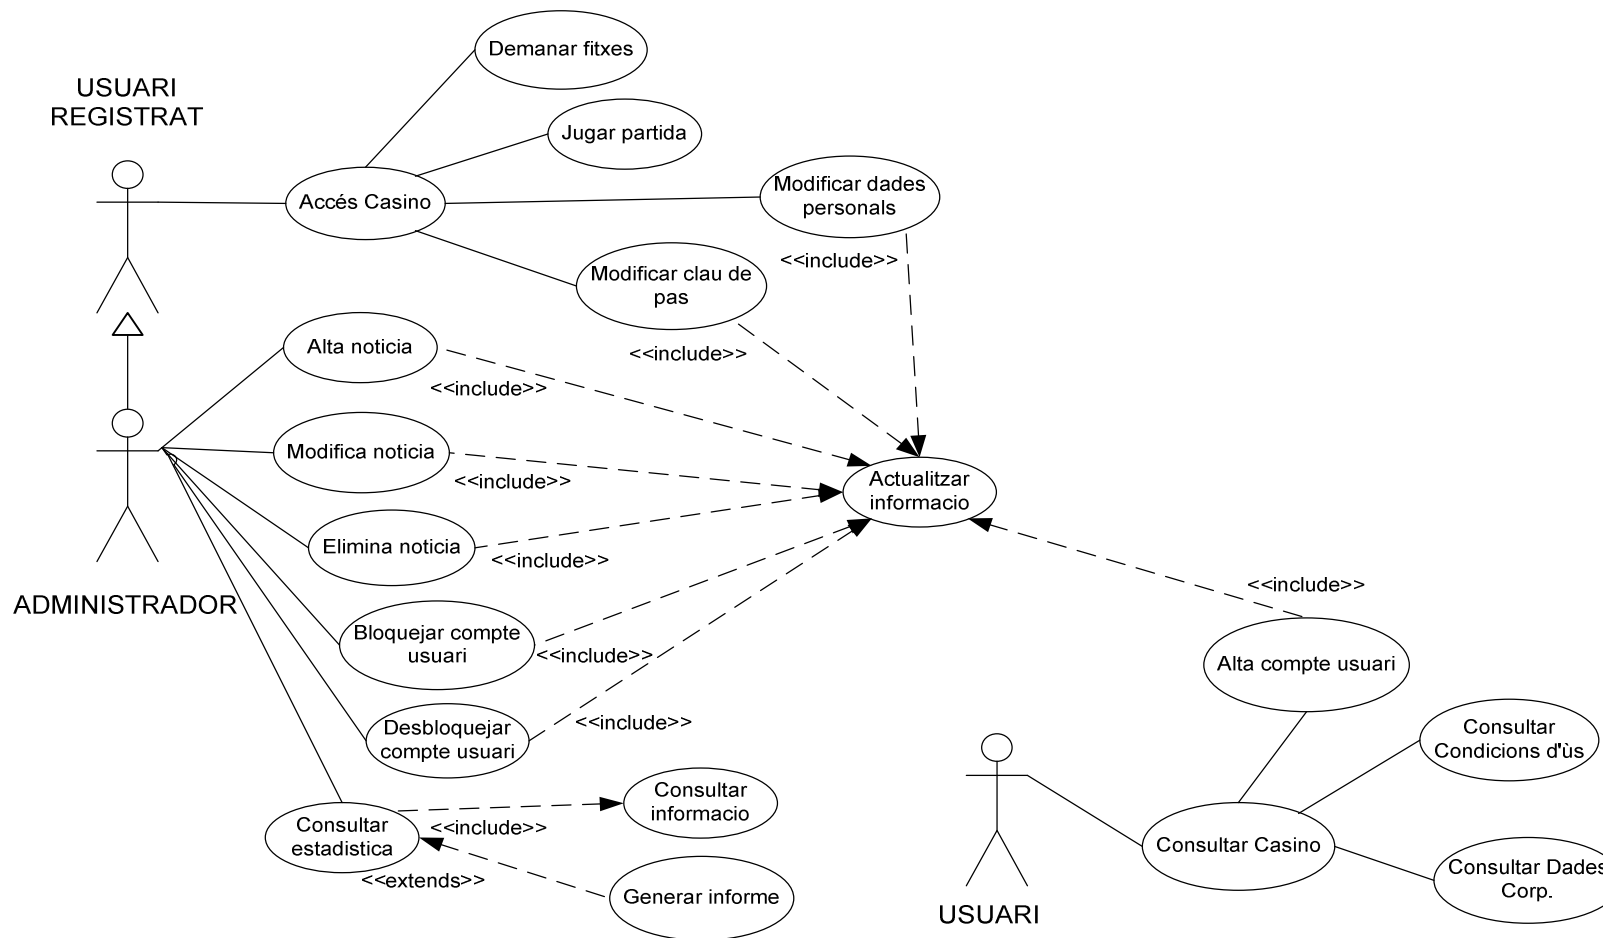 Demanar fitxes
USUARI
REGISTRAT
Jugar partida
Accés Casino
Modificar dades
personals
<<include>>
Modificar clau de
pas
<<include>>
Alta noticia
<<include>>
Modifica noticia
<<include>>
Actualitzar
informacio
Elimina noticia
<<include>>
ADMINISTRADOR
<<include>>
Bloquejar compte
usuari
<<include>>
Alta compte usuari
Desbloquejar
compte usuari
<<include>>
Consultar
Condicions d'ùs
Consultar
informacio
Consultar
estadistica
<<include>>
<<extends>>
Generar informe
Consultar Casino
Consultar Dades
Corp.
USUARI